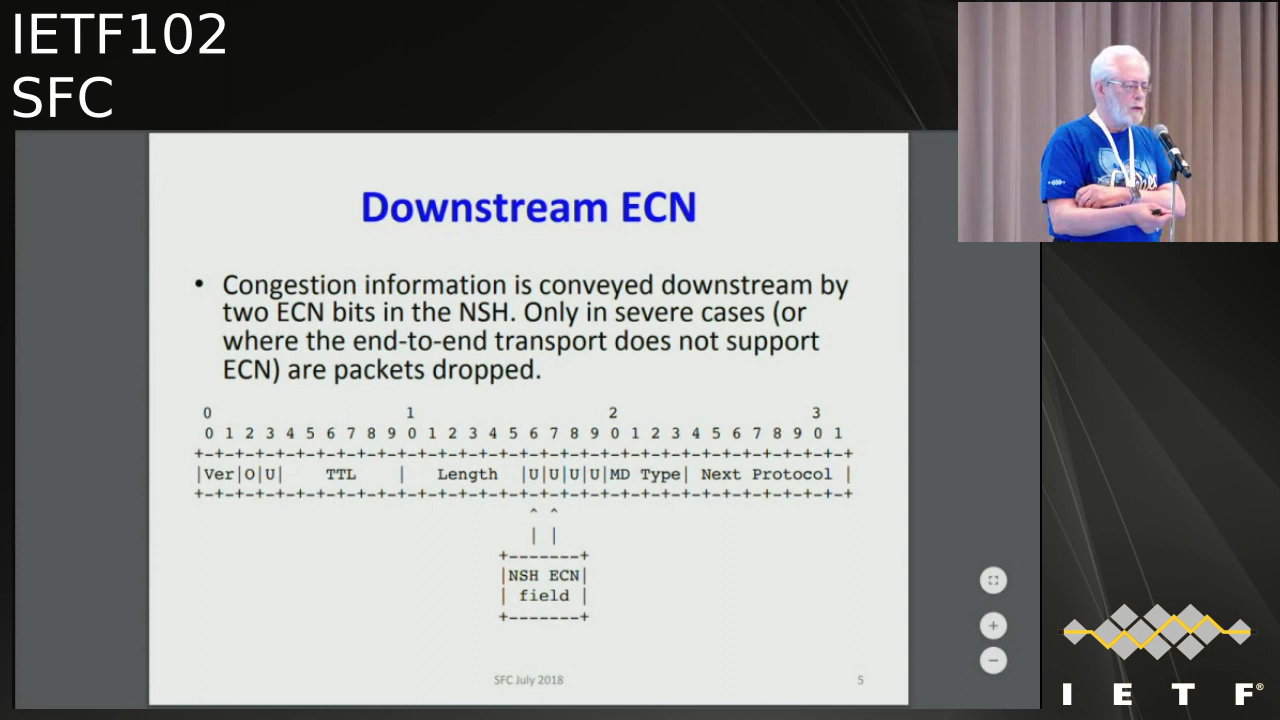 IETF102
SFC
Downstream ECN
• Congestion information is conveyed downstream by
two ECN bits in the NSH. Only in severe cases (or
where the end-to-end transport does not support
ECN) are packets dropped.
0 1 2 3
0 1 2 3 4 5 6 7 8 9 0 1 2 3 4 5 6 7 8 9 0 1 2 3 4 5 6 7 8 9 0 1
+-+-+-+-+-+-+-+-+-+-+-+-+-+-+-+-+-+-+-+-+-+-+-+-+-+-+-+-+-+-+-+-+
|Ver|O|U| TTL | Length |U|U|U|U|MD Type| Next Protocol |
+-+-+-+-+-+-+-+-+-+-+-+-+-+-+-+-+-+-+-+-+-+-+-+-+-+-+-+-+-+-+-+-+
^ ^
| |
+-------+
|NSH ECN|
| field |
+-------+
SFC July 2018 5
I E T F®